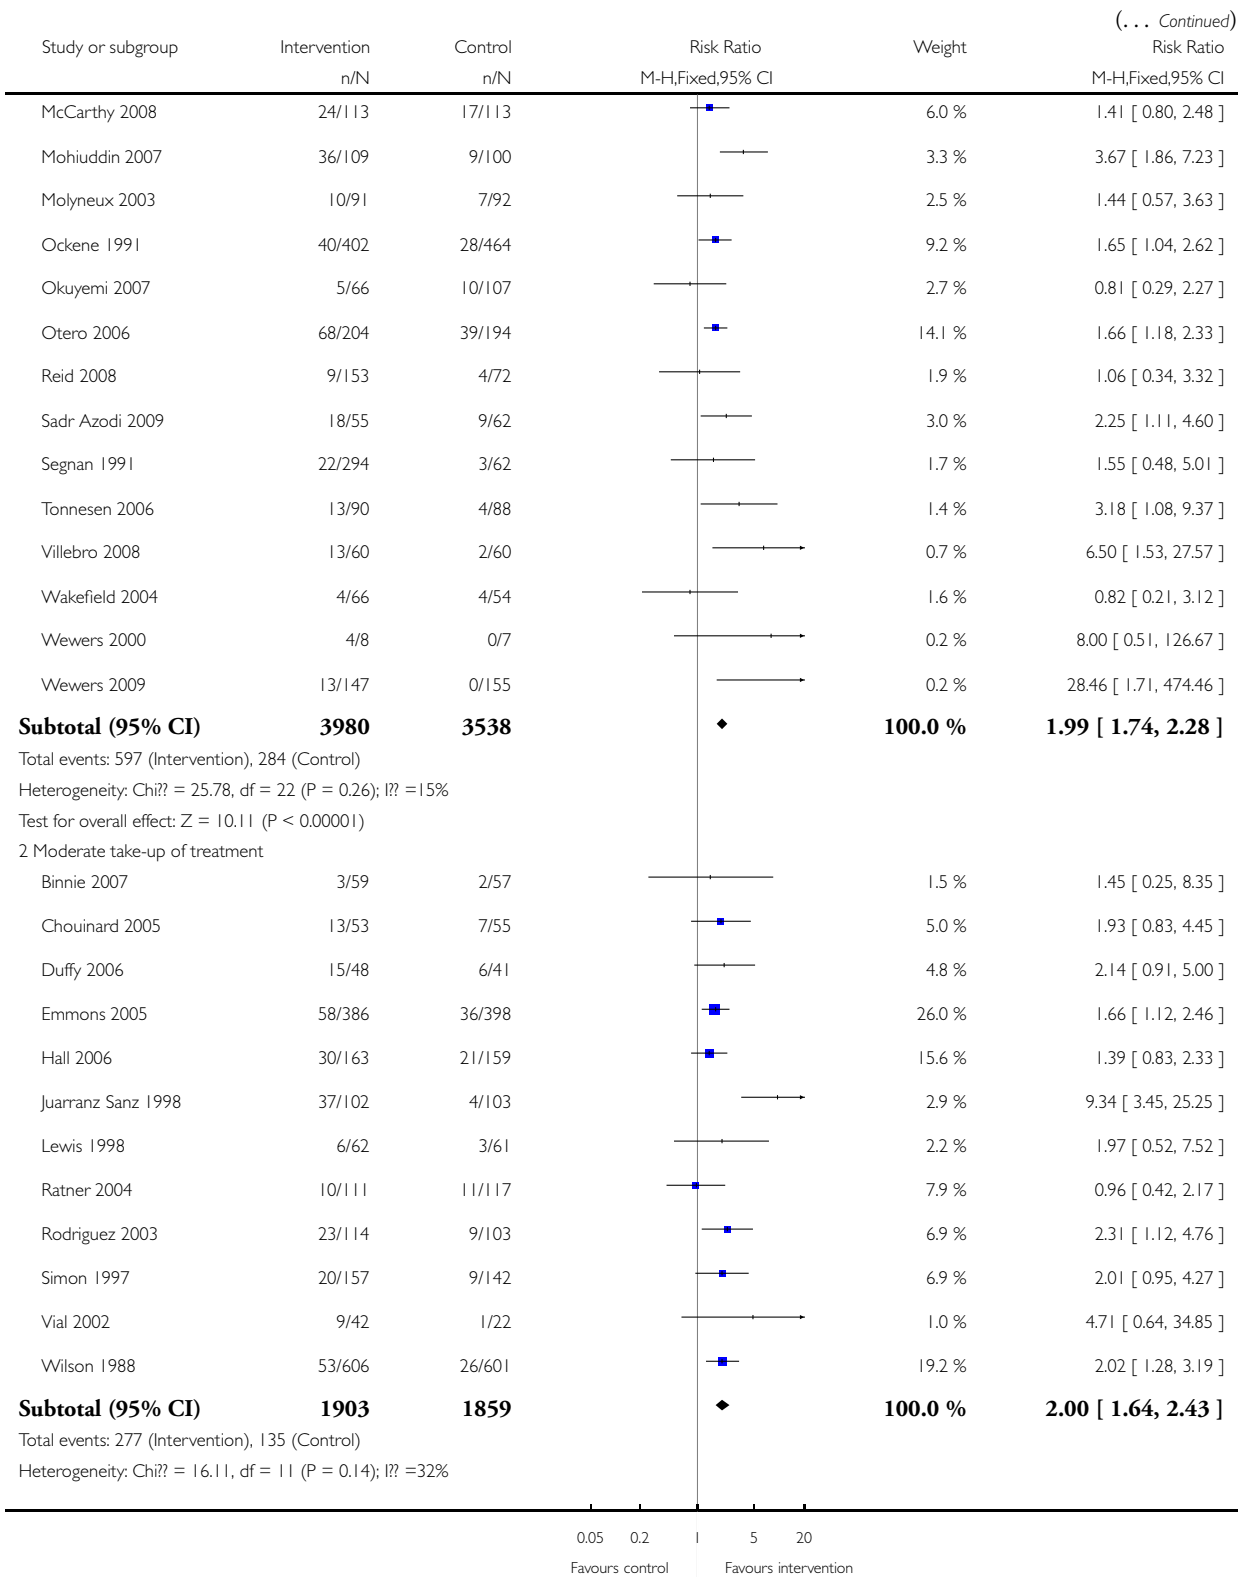 (... Continued)
Study or subgroup Intervention Control Risk Ratio Weight Risk Ratio
n/N n/N M-H,Fixed,95% CI M-H,Fixed,95% CI
McCarthy 2008 24/113 17/113 6.0 % 1.41 [ 0.80, 2.48 ]
Mohiuddin 2007 36/109 9/100 3.3 % 3.67 [ 1.86, 7.23 ]
Molyneux 2003 10/91 7/92 2.5 % 1.44 [ 0.57, 3.63 ]
Ockene 1991 40/402 28/464 9.2 % 1.65 [ 1.04, 2.62 ]
Okuyemi 2007 5/66 10/107 2.7 % 0.81 [ 0.29, 2.27 ]
Otero 2006 68/204 39/194 14.1 % 1.66 [ 1.18, 2.33 ]
Reid 2008 9/153 4/72 1.9 % 1.06 [ 0.34, 3.32 ]
Sadr Azodi 2009 18/55 9/62 3.0 % 2.25 [ 1.11, 4.60 ]
Segnan 1991 22/294 3/62 1.7 % 1.55 [ 0.48, 5.01 ]
Tonnesen 2006 13/90 4/88 1.4 % 3.18 [ 1.08, 9.37 ]
Villebro 2008 13/60 2/60 0.7 % 6.50 [ 1.53, 27.57 ]
Wakefield 2004 4/66 4/54 1.6 % 0.82 [ 0.21, 3.12 ]
Wewers 2000 4/8 0/7 0.2 % 8.00 [ 0.51, 126.67 ]
Wewers 2009 13/147 0/155 0.2 % 28.46 [ 1.71, 474.46 ]
Subtotal (95% CI) 3980 3538 100.0 % 1.99 [ 1.74, 2.28 ]
Total events: 597 (Intervention), 284 (Control)
Heterogeneity: Chi?? = 25.78, df = 22 (P = 0.26); I?? =15%
Test for overall effect: Z = 10.11 (P < 0.00001)
2 Moderate take-up of treatment
Binnie 2007 3/59 2/57 1.5 % 1.45 [ 0.25, 8.35 ]
Chouinard 2005 13/53 7/55 5.0 % 1.93 [ 0.83, 4.45 ]
Duffy 2006 15/48 6/41 4.8 % 2.14 [ 0.91, 5.00 ]
Emmons 2005 58/386 36/398 26.0 % 1.66 [ 1.12, 2.46 ]
Hall 2006 30/163 21/159 15.6 % 1.39 [ 0.83, 2.33 ]
Juarranz Sanz 1998 37/102 4/103 2.9 % 9.34 [ 3.45, 25.25 ]
Lewis 1998 6/62 3/61 2.2 % 1.97 [ 0.52, 7.52 ]
Ratner 2004 10/111 11/117 7.9 % 0.96 [ 0.42, 2.17 ]
Rodriguez 2003 23/114 9/103 6.9 % 2.31 [ 1.12, 4.76 ]
Simon 1997 20/157 9/142 6.9 % 2.01 [ 0.95, 4.27 ]
Vial 2002 9/42 1/22 1.0 % 4.71 [ 0.64, 34.85 ]
Wilson 1988 53/606 26/601 19.2 % 2.02 [ 1.28, 3.19 ]
Subtotal (95% CI) 1903 1859 100.0 % 2.00 [ 1.64, 2.43 ]
Total events: 277 (Intervention), 135 (Control)
Heterogeneity: Chi?? = 16.11, df = 11 (P = 0.14); I?? =32%
0.05 0.2 1 5 20
Favours control Favours intervention